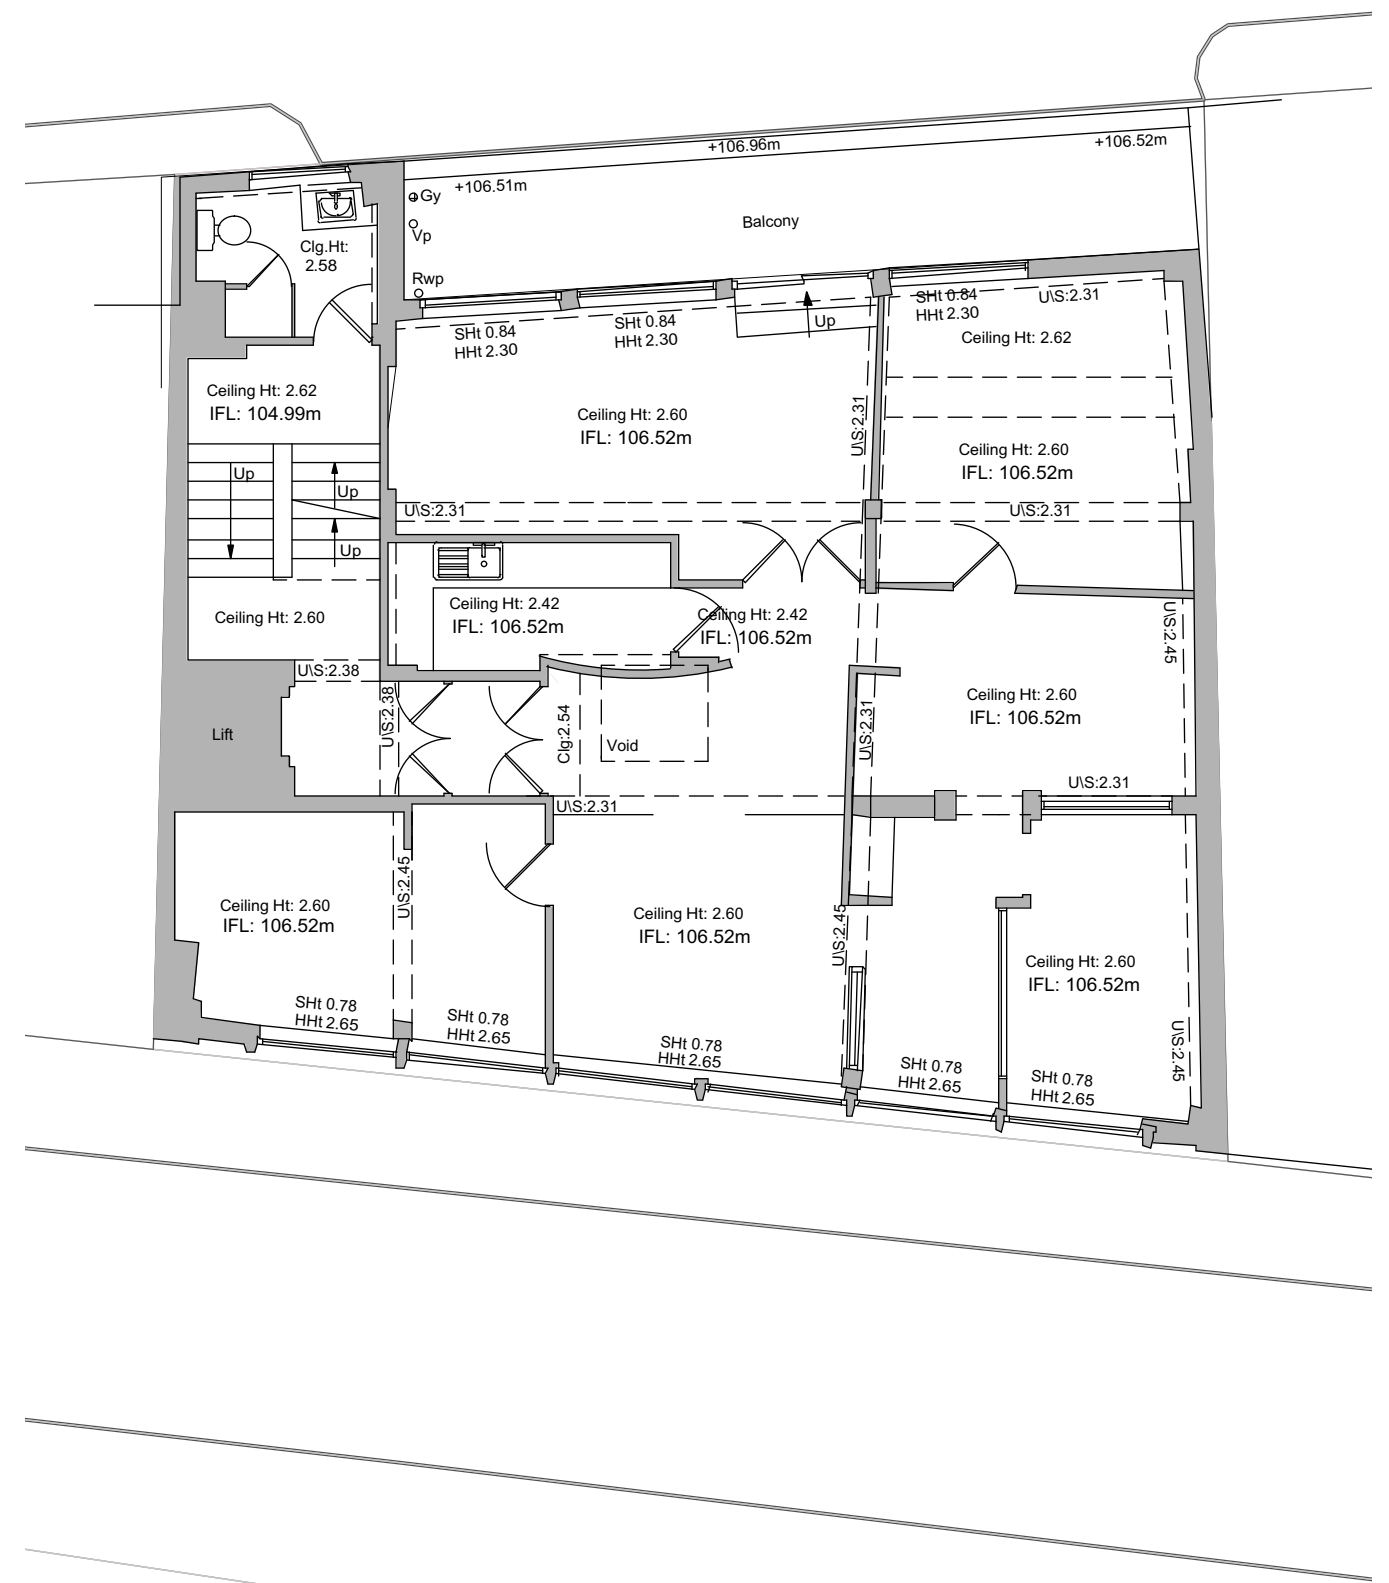 +106.96m
+106.52m
+106.51m
Gy
Vp
Rwp
Balcony
Clg.Ht:
2.58
SHt 0.84
HHt 2.30
SHt 0.84
HHt 2.30
Up
SHt 0.84
HHt 2.30
U\S:2.31
Ceiling Ht: 2.62
Ceiling Ht: 2.62
IFL: 104.99m
Ceiling Ht: 2.60
IFL: 106.52m
U\S:2.31
Ceiling Ht: 2.60
IFL: 106.52m
Up
Up
Up
U\S:2.31
U\S:2.31
Ceiling Ht: 2.60
Ceiling Ht: 2.42
IFL: 106.52m
Ceiling Ht: 2.42
IFL: 106.52m
U\S:2.45
U\S:2.38
U\S:2.38
Lift
Clg:2.54
Void
U\S:2.31
Ceiling Ht: 2.60
IFL: 106.52m
U\S:2.31
U\S:2.31
U\S:2.45
Ceiling Ht: 2.60
IFL: 106.52m
Ceiling Ht: 2.60
IFL: 106.52m
U\S:2.45
Ceiling Ht: 2.60
IFL: 106.52m
U\S:2.45
SHt 0.78
HHt 2.65
SHt 0.78
HHt 2.65
SHt 0.78
HHt 2.65
SHt 0.78
HHt 2.65
SHt 0.78
HHt 2.65